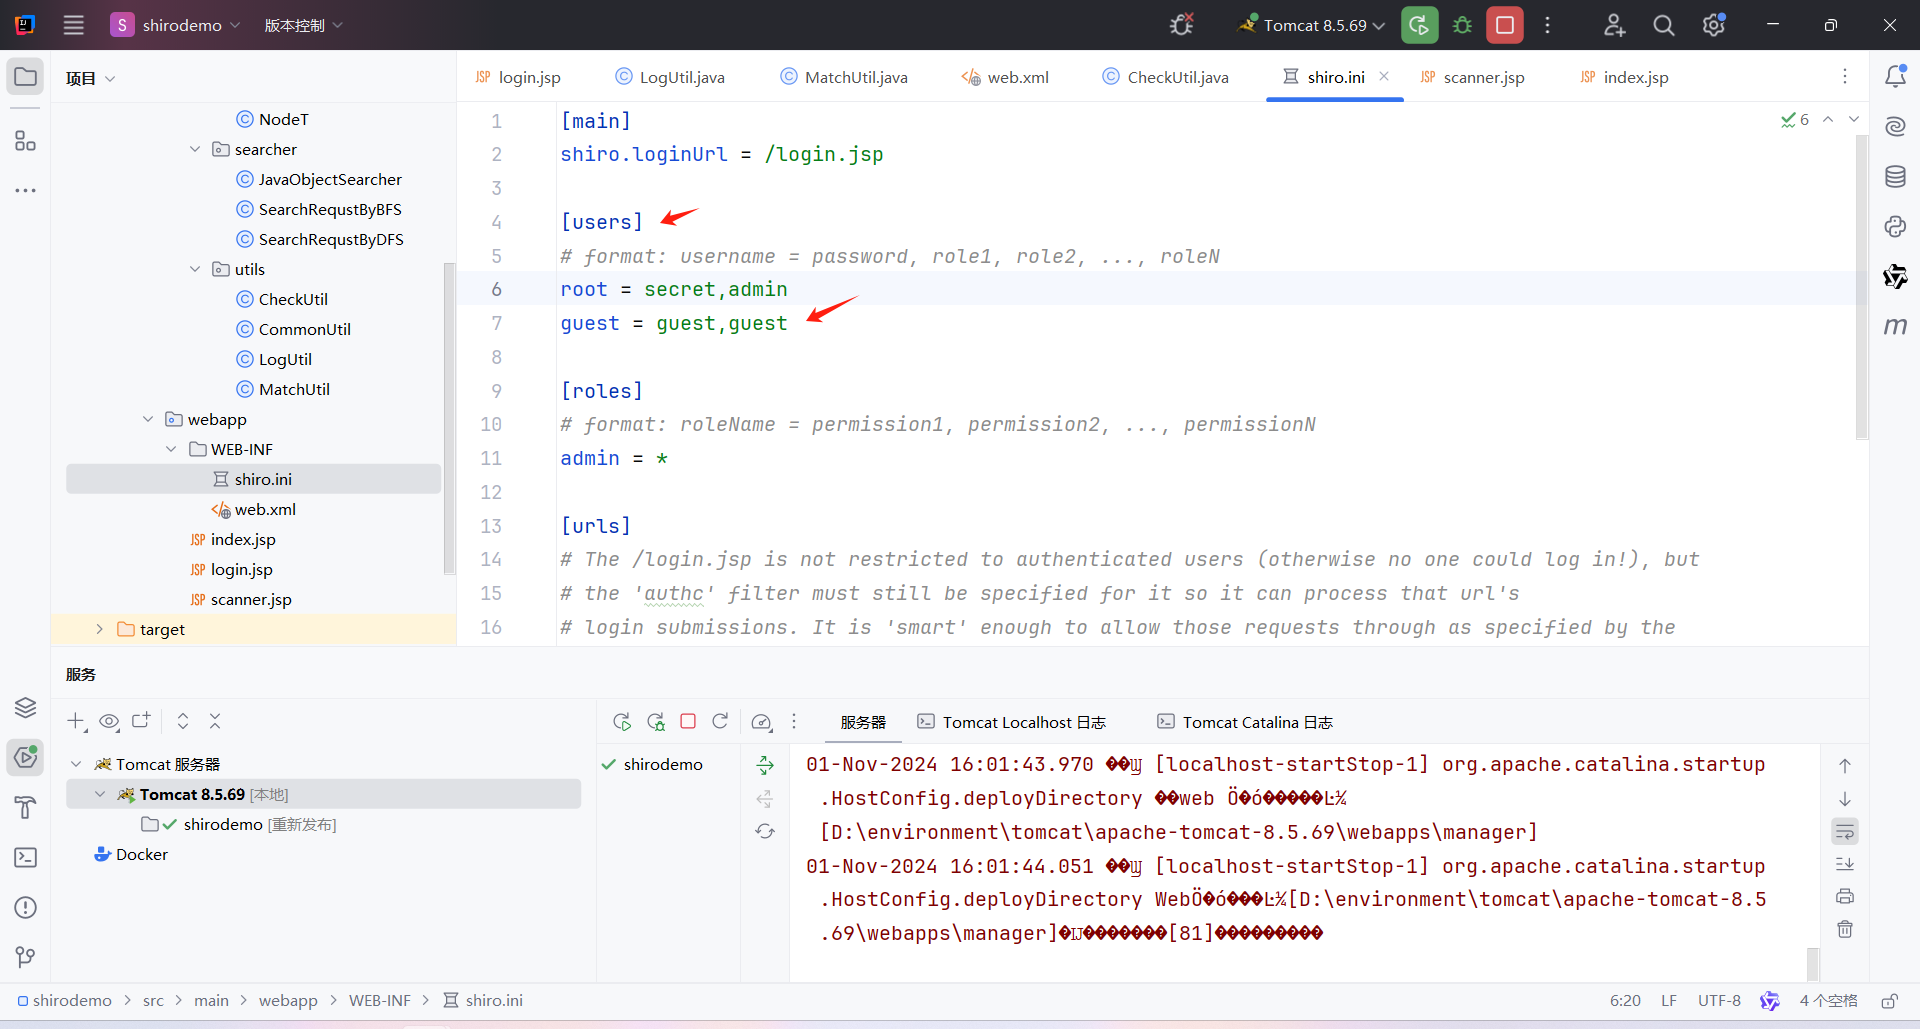 S shirodemo 版本控制 Tomcat 8.5.69
项目
NodeT
searcher
JavaObjectSearcher
SearchRequstByBFS
SearchRequstByDFS
utils
CheckUtil
CommonUtil
LogUtil
MatchUtil
webapp
WEB-INF
shiro.ini
web.xml
JSP index.jsp
JSP login.jsp
JSP scanner.jsp
target
JSP login.jsp LogUtil.java MatchUtil.java web.xml CheckUtil.java shiro.ini JSP scanner.jsp JSP index.jsp
6
1 [main]
2 shiro.loginUrl = /login.jsp
3
4 [users]
5 # format: username = password, role1, role2, ..., roleN
6 root = secret,admin
7 guest = guest,guest
8
9 [roles]
10 # format: roleName = permission1, permission2, ..., permissionN
11 admin = *
12
13 [urls]
14 # The /login.jsp is not restricted to authenticated users (otherwise no one could log in!), but
15 # the 'authc' filter must still be specified for it so it can process that url's
16 # login submissions. It is 'smart' enough to allow those requests through as specified by the
m
服务
Tomcat 服务器
Tomcat 8.5.69 [本地]
shirodemo [重新发布]
Docker
服务器 Tomcat Localhost 日志 Tomcat Catalina 日志
shirodemo
01-Nov-2024 16:01:43.970 [localhost-startStop-1] org.apache.catalina.startup
.HostConfig.deployDirectory web
[D:\environment\tomcat\apache-tomcat-8.5.69\webapps\manager]
01-Nov-2024 16:01:44.051 [localhost-startStop-1] org.apache.catalina.startup
.HostConfig.deployDirectory Web [D:\environment\tomcat\apache-tomcat-8.5
.69\webapps\manager] [81]
shirodemo > src > main > webapp > WEB-INF > shiro.ini
6:20 LF UTF-8 4 个空格